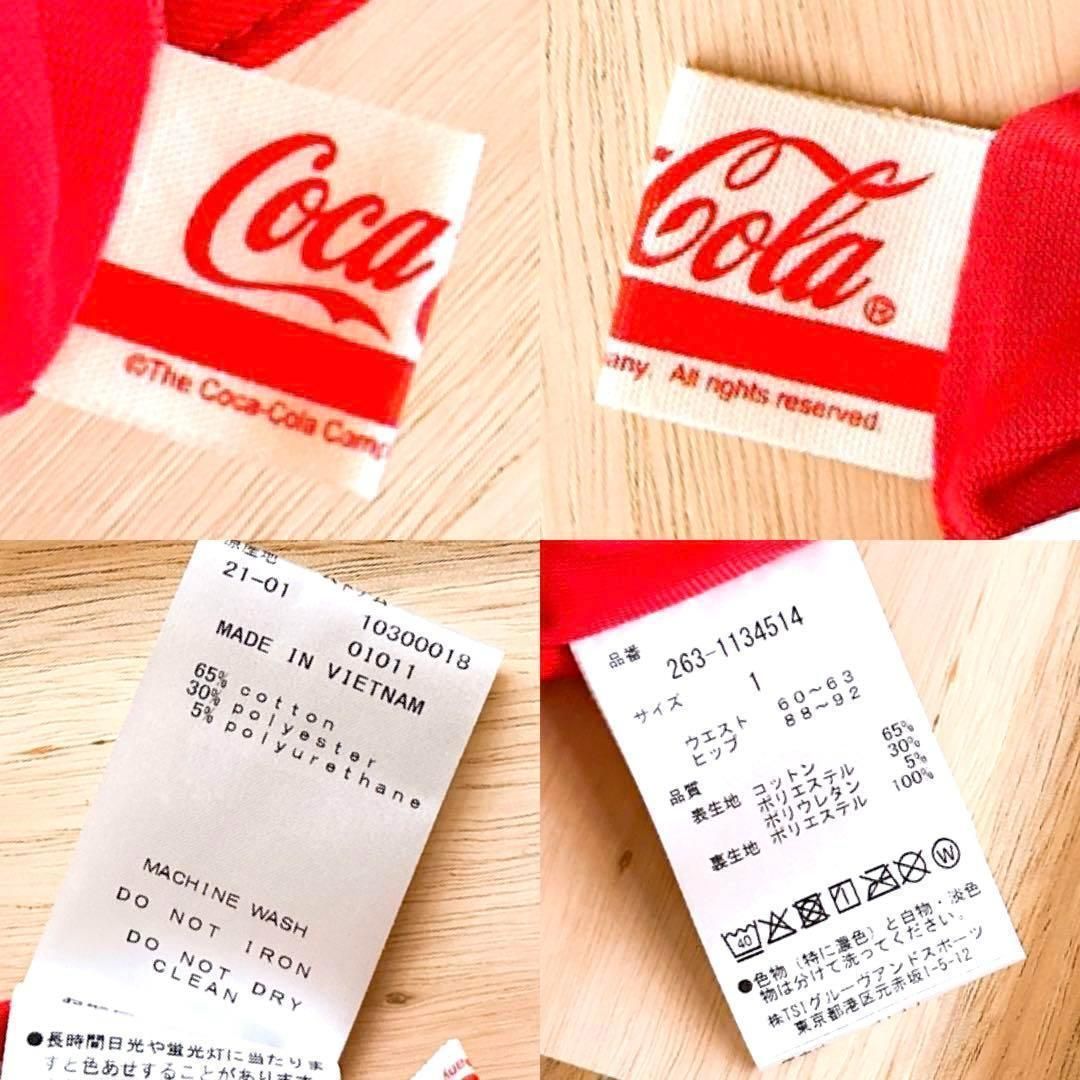 Coca
©The Coca-Cola Comp
Cola®
any. All rights reserved.
原産地 ベトナム
21-01
10300018
01011
MADE IN VIETNAM
65% cotton
30% polyester
5% polyurethane
MACHINE WASH
DO NOT IRON
DO NOT DRY
CLEAN
●長時間日光や蛍光灯に当たりま
すと色あせすることがあります
品番 263-1134514
サイズ 1
ウエスト 60～63
ヒップ 88～92
品質
表生地 コットン 65%
ポリエステル 30%
ポリウレタン 5%
裏生地 ポリエステル 100%
40
W
●色物(特に濃色)と白物・淡色
物は分けて洗ってください。
㈱TSIグルーヴアンドスポーツ
東京都港区元赤坂1-5-12